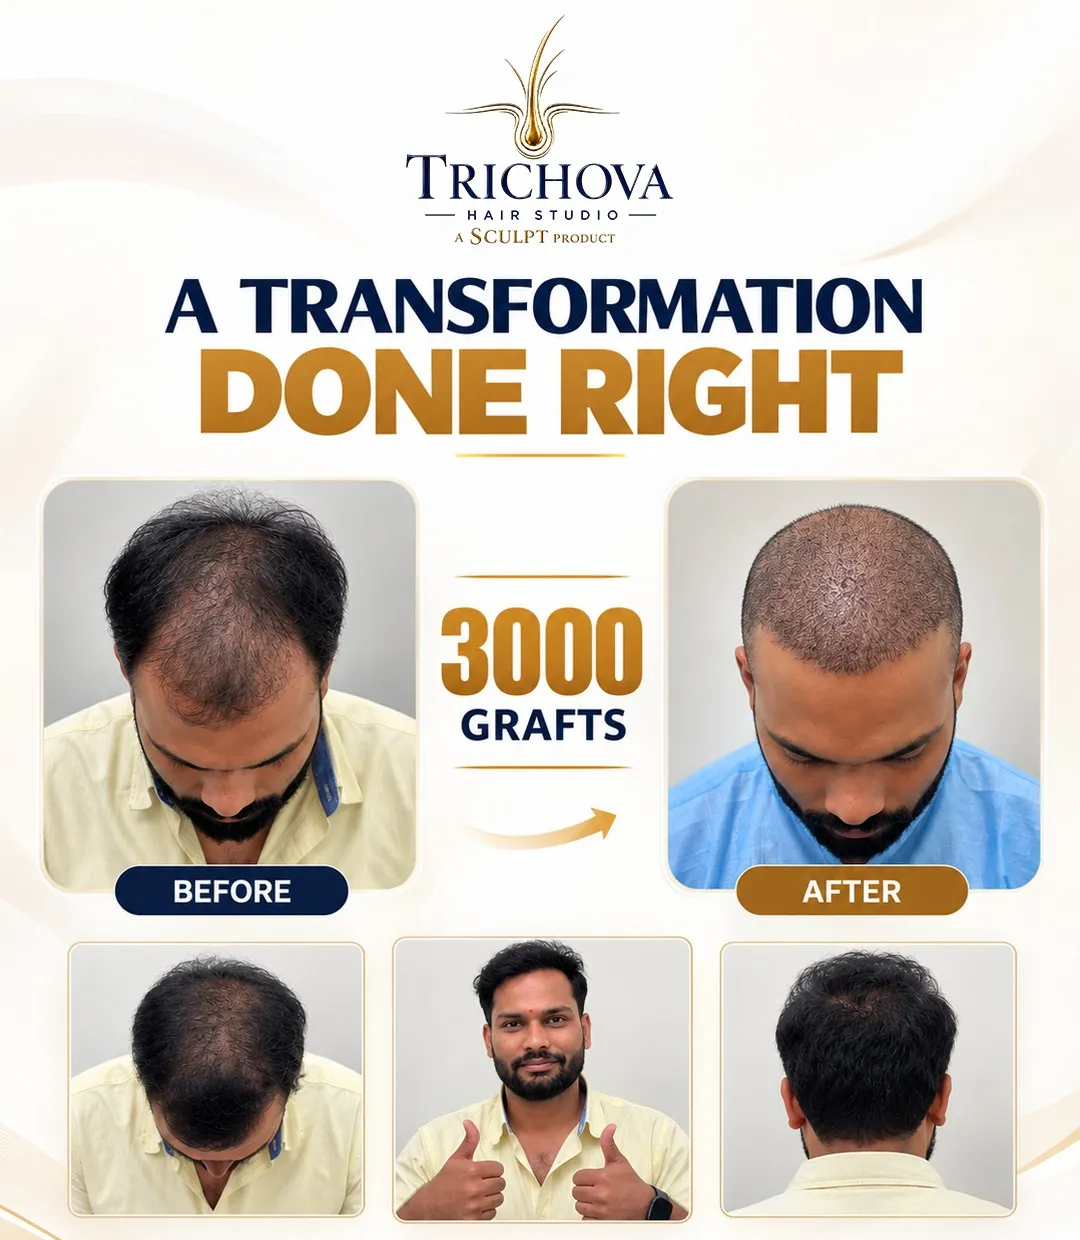 TRICHOVA
HAIR STUDIO
A SCULPT PRODUCT
A TRANSFORMATION
DONE RIGHT
3000
GRAFTS
BEFORE
AFTER